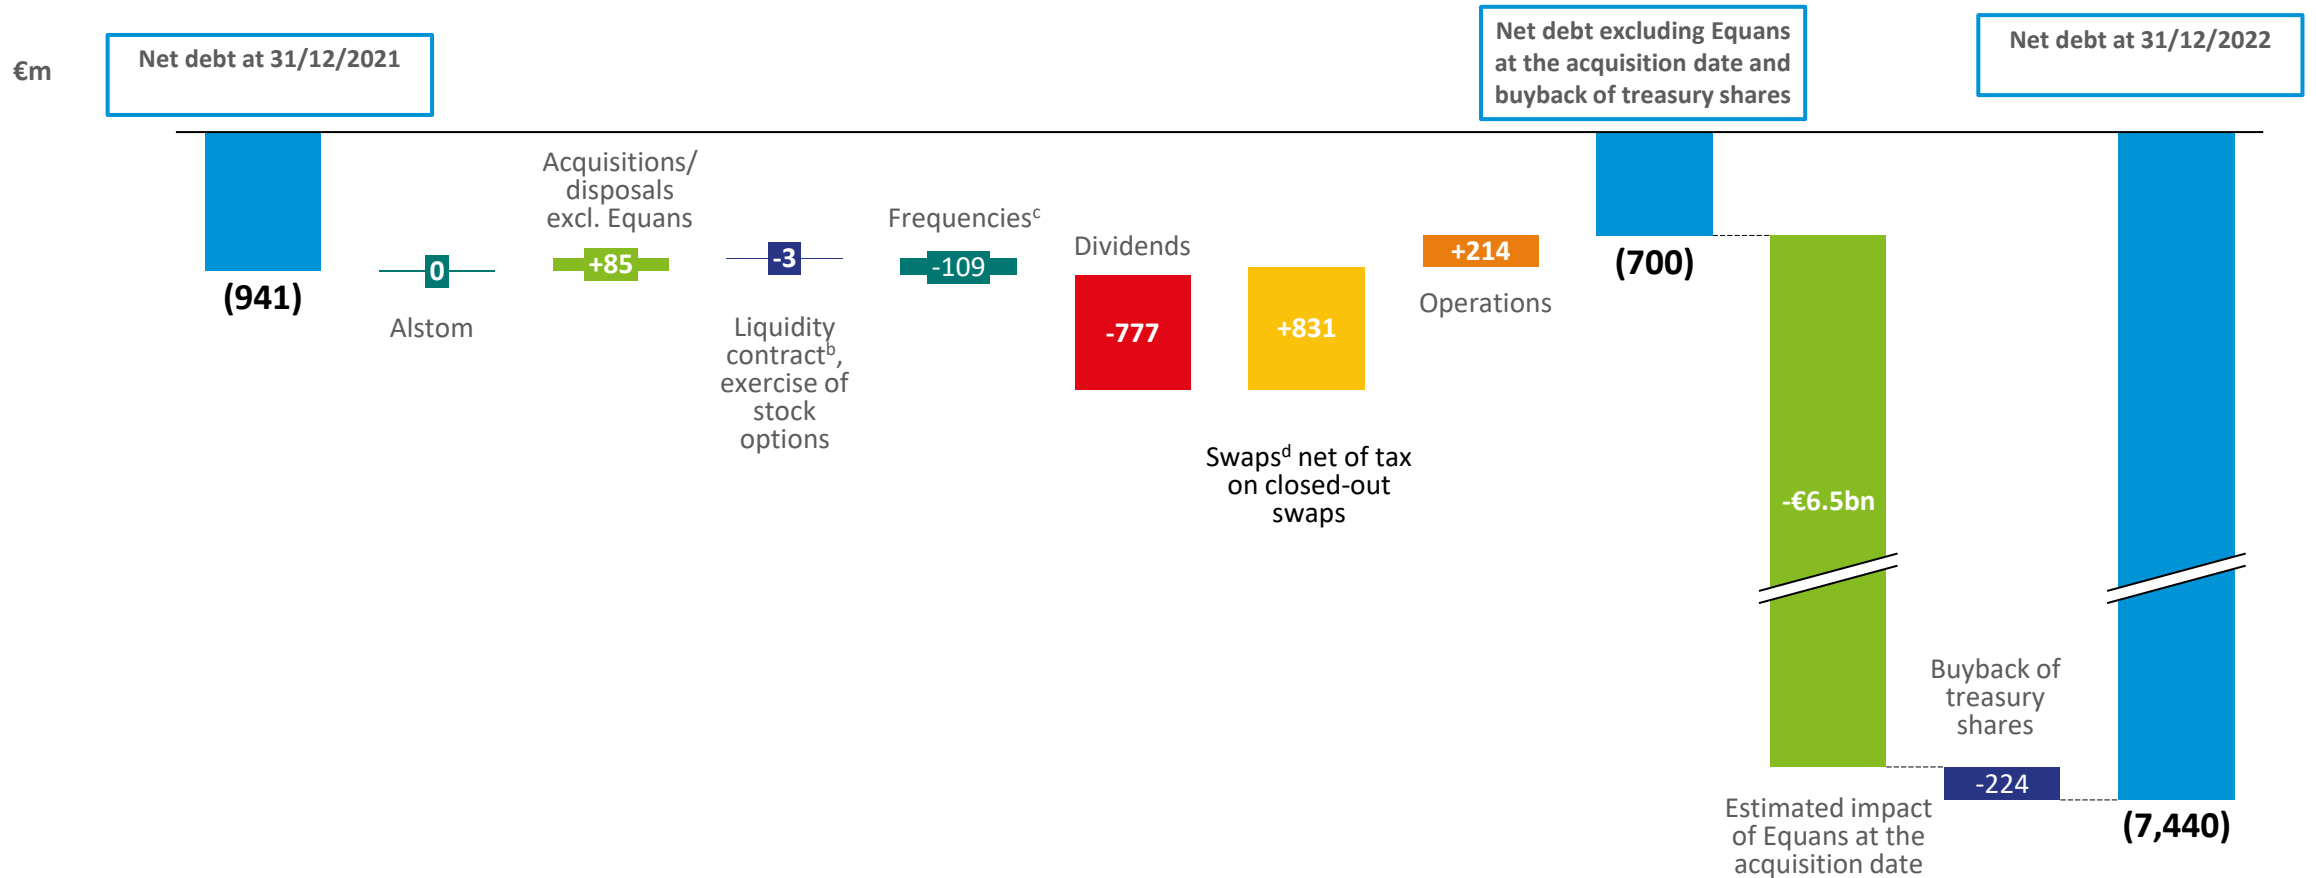 €m
Net debt at 31/12/2021
Net debt excluding Equans
at the acquisition date and
buyback of treasury shares
Net debt at 31/12/2022
(941)
0
Alstom
Acquisitions/
disposals
excl. Equans
+85
-3
Liquidity
contractᵇ,
exercise of
stock
options
Frequenciesᶜ
-109
Dividends
-777
+831
Swapsᵈ net of tax
on closed-out
swaps
+214
Operations
(700)
-€6.5bn
Estimated impact
of Equans at the
acquisition date
Buyback of
treasury
shares
-224
(7,440)